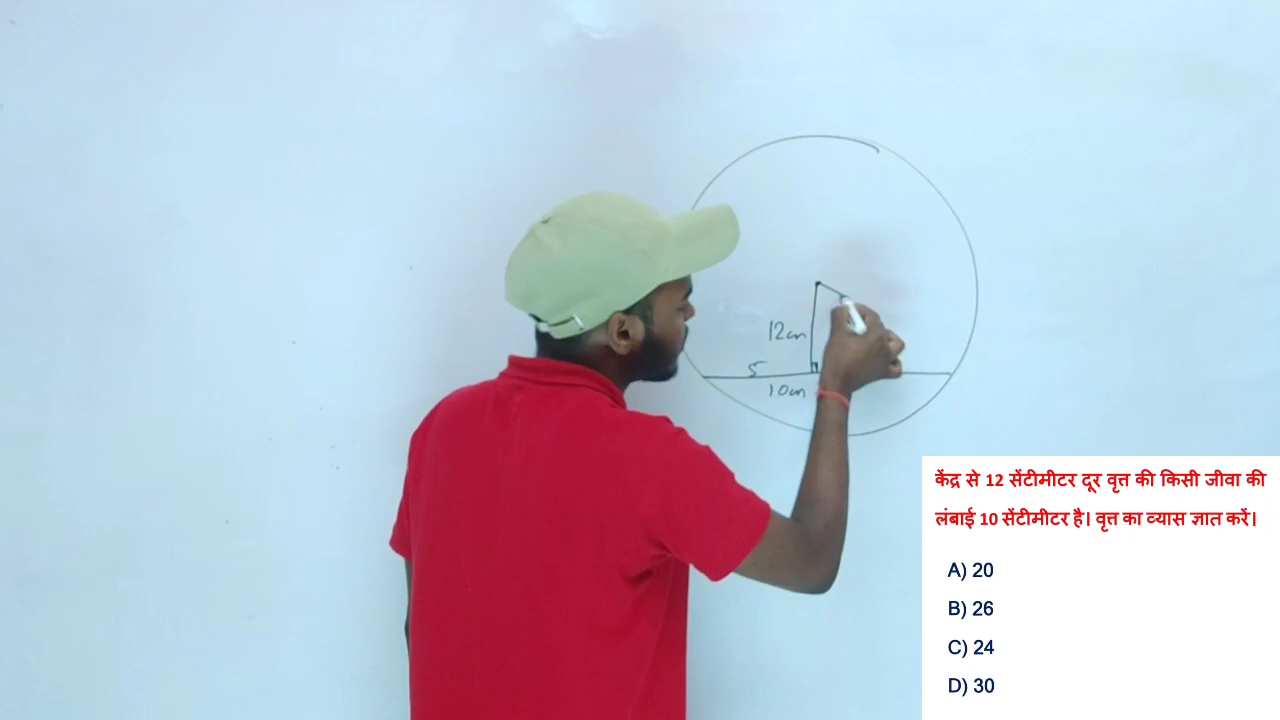 12cm
5
10cm
केंद्र से 12 सेंटीमीटर दूर वृत्त की किसी जीवा की
लंबाई 10 सेंटीमीटर है। वृत्त का व्यास ज्ञात करें।
A) 20
B) 26
C) 24
D) 30